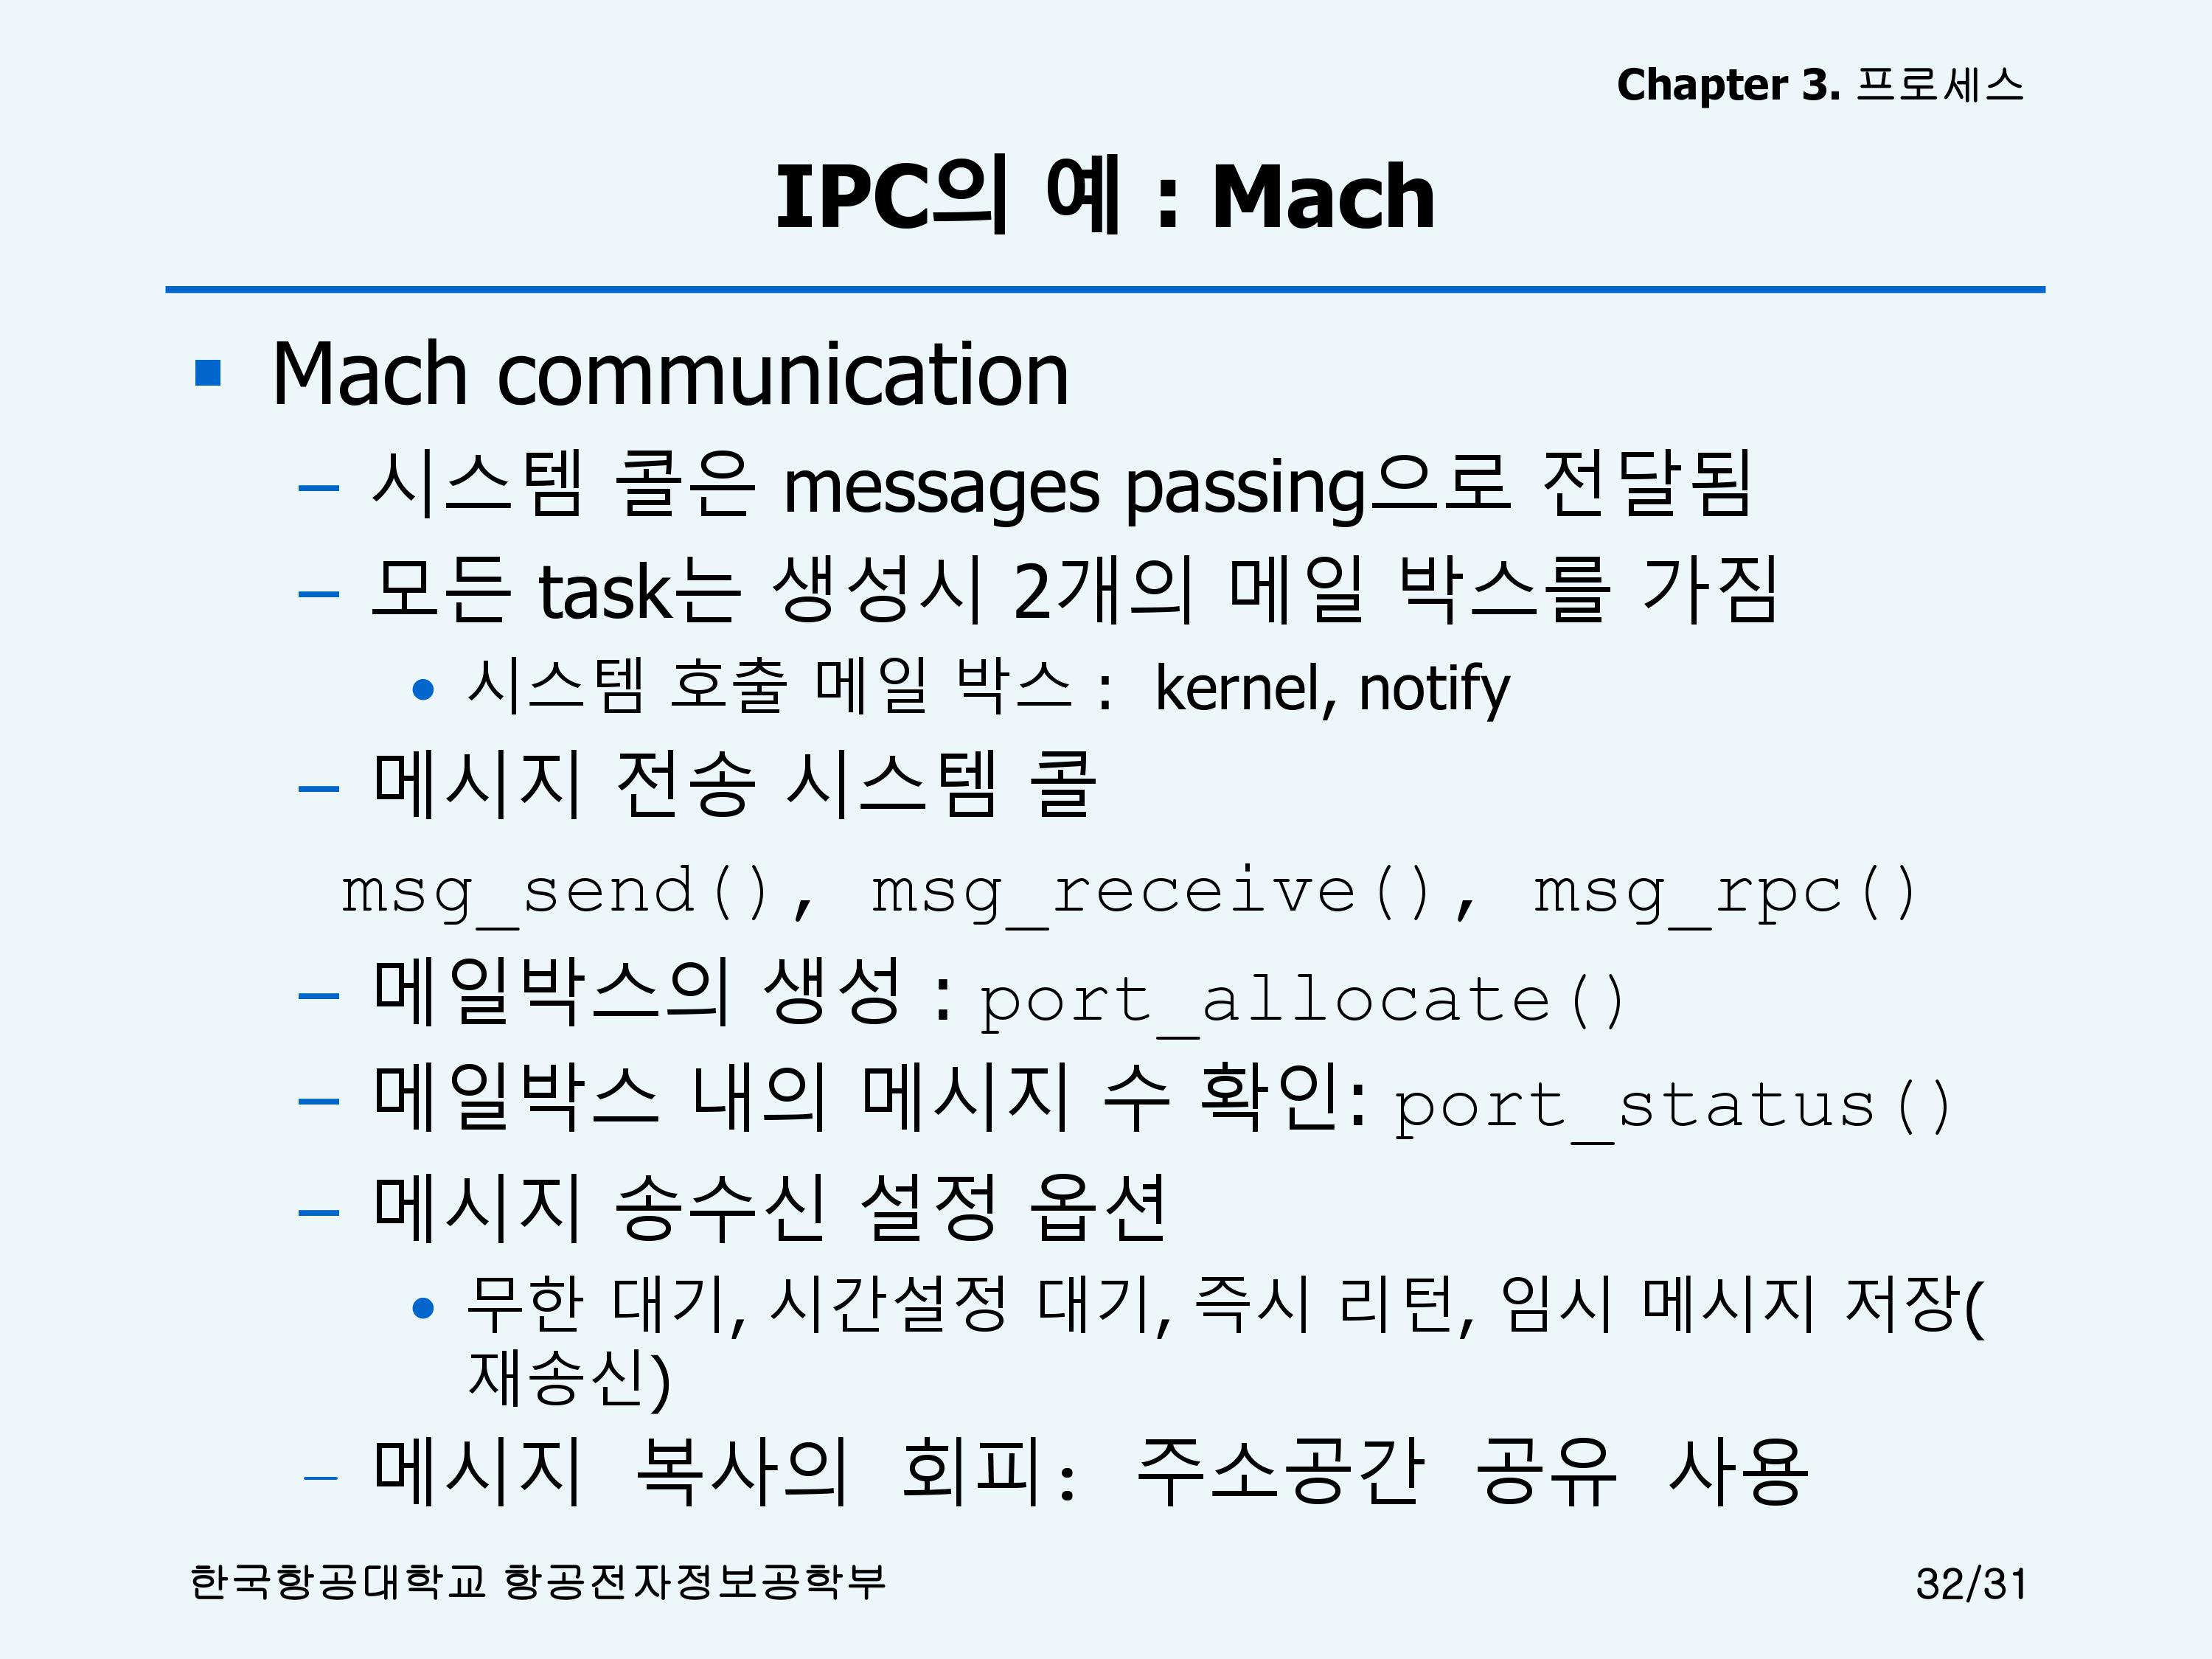 Chapter 3. 프로세스
IPC의 예 : Mach
▪ Mach communication
– 시스템 콜은 messages passing으로 전달됨
– 모든 task는 생성시 2개의 메일 박스를 가짐
• 시스템 호출 메일 박스 : kernel, notify
– 메시지 전송 시스템 콜
msg_send(), msg_receive(), msg_rpc()
– 메일박스의 생성 : port_allocate()
– 메일박스 내의 메시지 수 확인: port_status()
– 메시지 송수신 설정 옵션
• 무한 대기, 시간설정 대기, 즉시 리턴, 임시 메시지 저장(
재송신)
– 메시지 복사의 회피: 주소공간 공유 사용
한국항공대학교 항공전자정보공학부
32/31